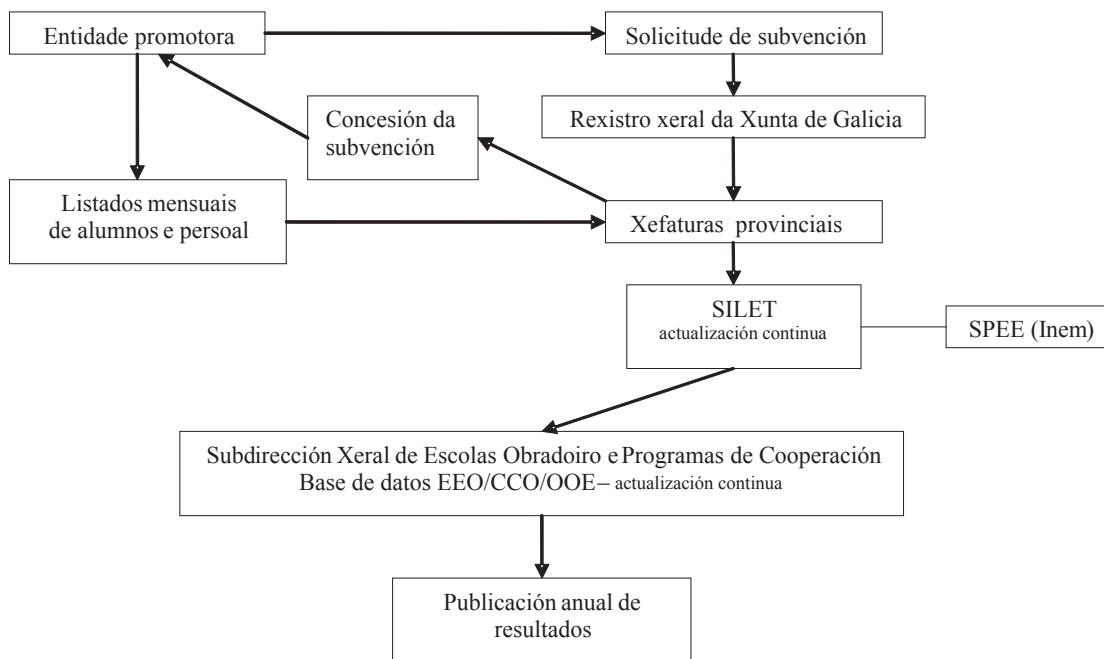 Entidade promotora
Solicitude de subvención
Concesión da
subvención
Rexistro xeral da Xunta de Galicia
Listados mensuais
de alumnos e persoal
Xefaturas provinciais
SILET
actualización continua
SPEE (Inem)
Subdirección Xeral de Escolas Obradoiro e Programas de Cooperación
Base de datos EEO/CCO/OOE– actualización continua
Publicación anual de
resultados